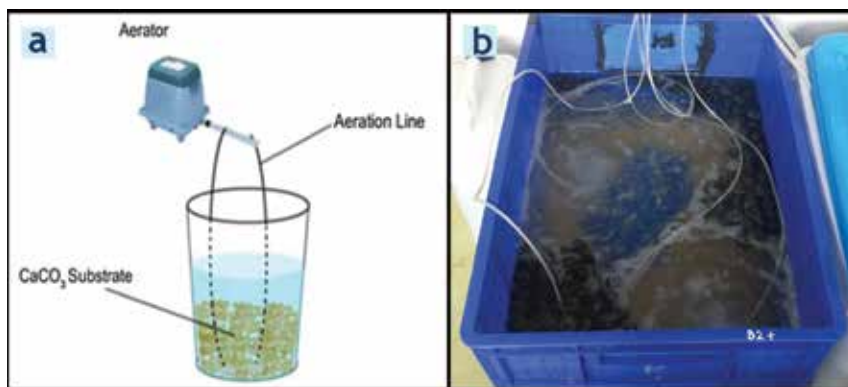 a
Aerator
Aeration Line
CaCO₃ Substrate
b
B2+